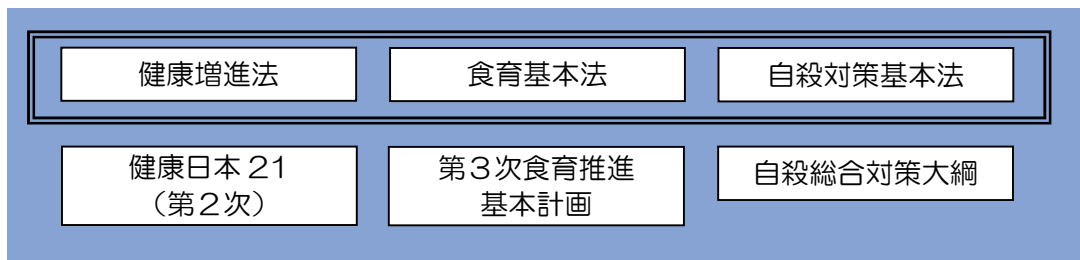 健康増進法
食育基本法
自殺対策基本法
健康日本21
（第２次）
第３次食育推進
基本計画
自殺総合対策大綱